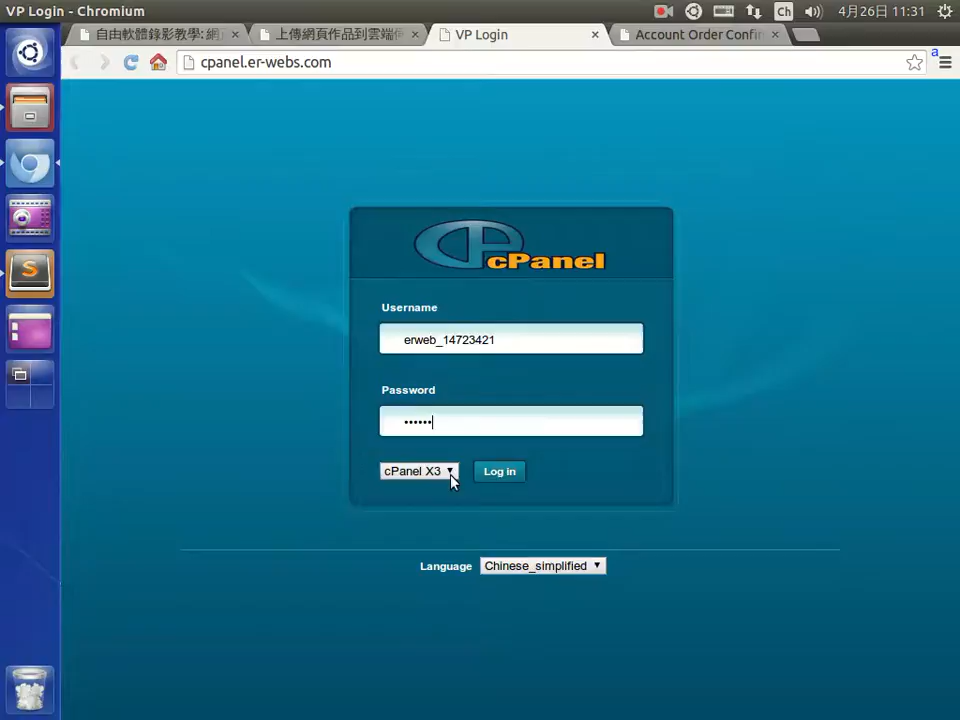 VP Login - Chromium
Ch
4月26日 11:31
自由軟體錄影教學: 網
上傳網頁作品到雲端
VP Login
Account Order Confir
cpanel.er-webs.com
a
cPanel
Username
erweb_14723421
Password
••••••
cPanel X3
Log in
Language
Chinese_simplified
S